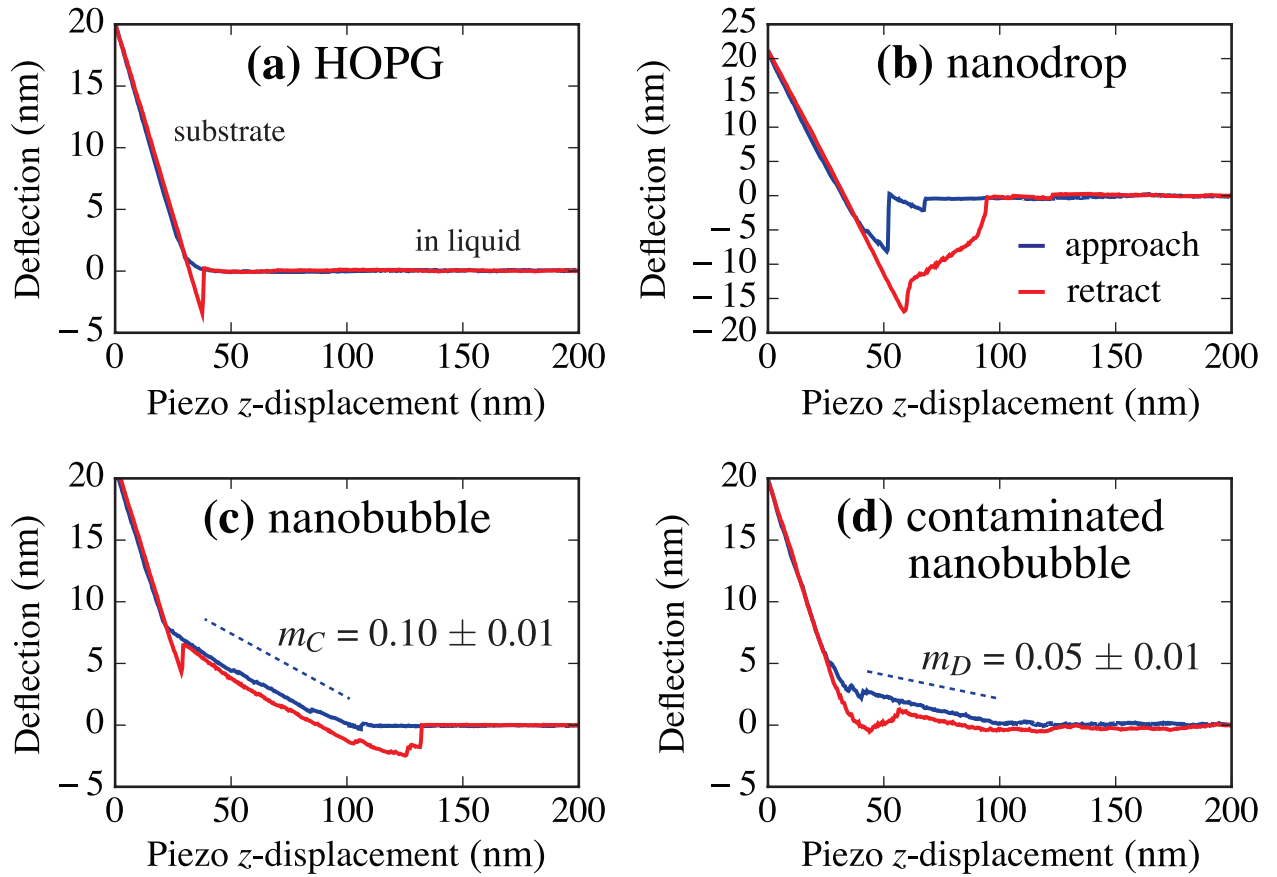 (a) HOPG
substrate
in liquid
20
15
10
5
0
−5
0 50 100 150 200
Deflection (nm)
Piezo z-displacement (nm)
(b) nanodrop
approach
retract
25
20
15
10
5
0
−5
−10
−15
−20
0 50 100 150 200
Deflection (nm)
Piezo z-displacement (nm)
(c) nanobubble
m_C = 0.10 ± 0.01
20
15
10
5
0
−5
0 50 100 150 200
Deflection (nm)
Piezo z-displacement (nm)
(d) contaminated
nanobubble
m_D = 0.05 ± 0.01
20
15
10
5
0
−5
0 50 100 150 200
Deflection (nm)
Piezo z-displacement (nm)